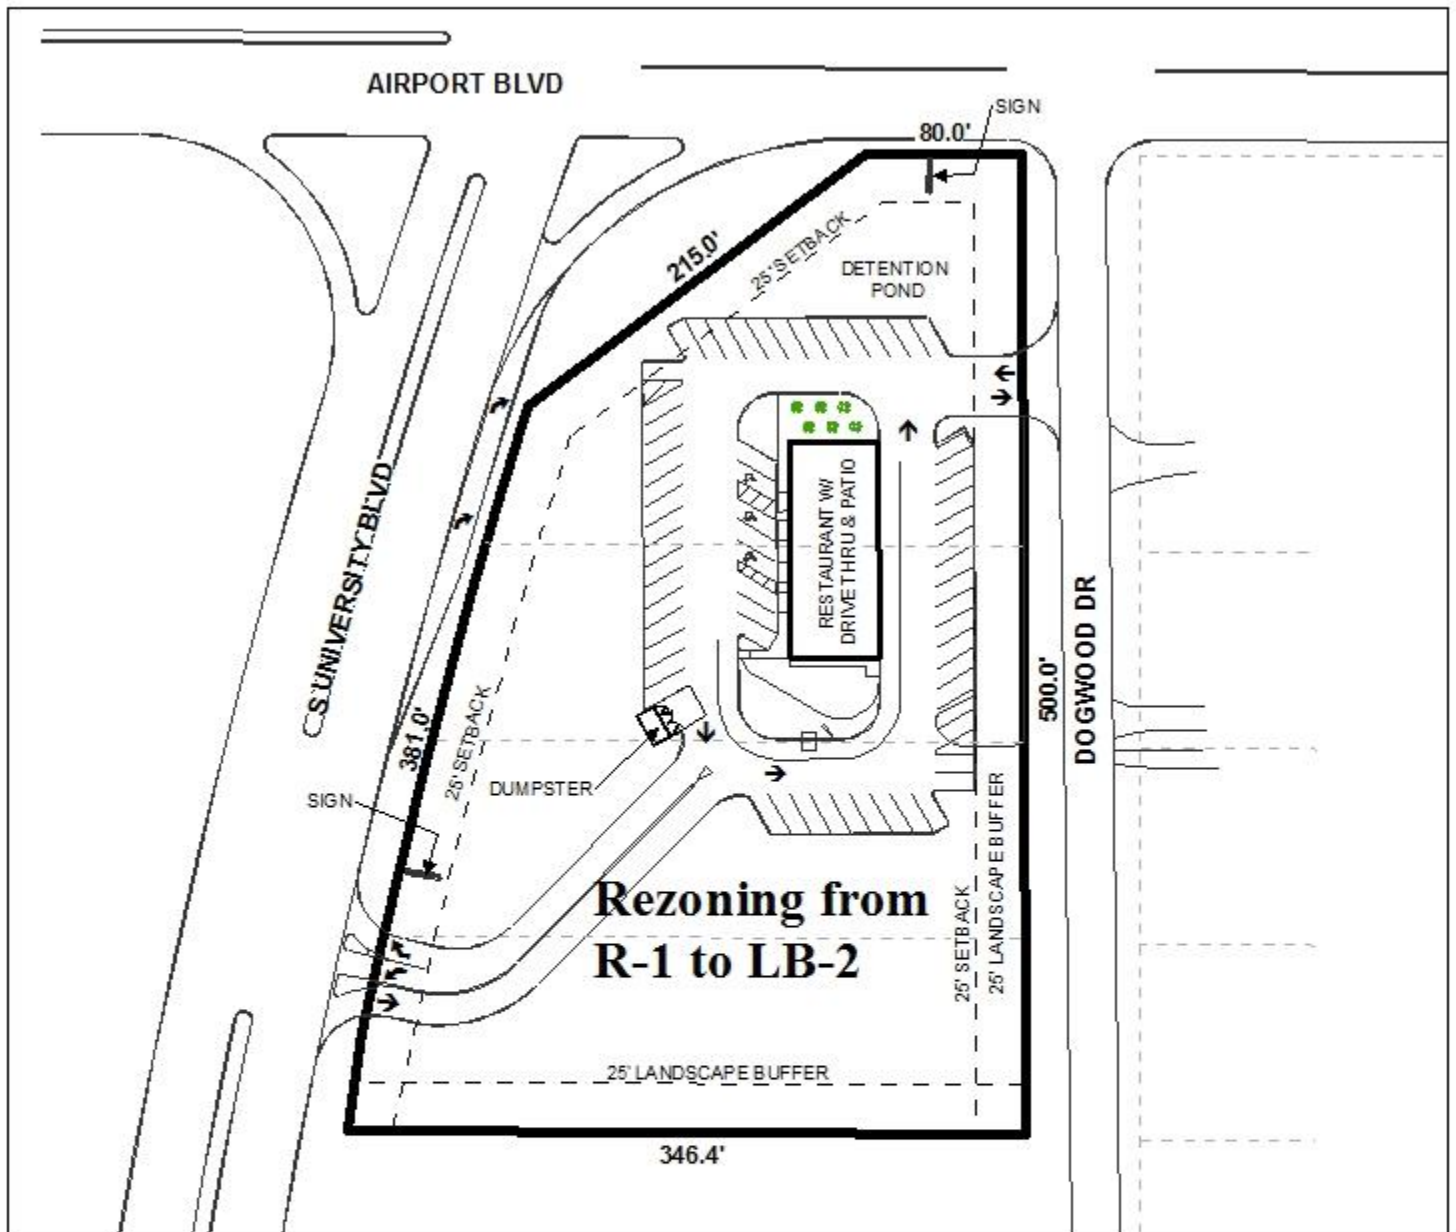 AIRPORT BLVD
SIGN
80.0'
215.0'
25' SETBACK
DETENTION
POND
S UNIVERSITY BLVD
RESTAURANT W/
DRIVETHRU & PATIO
DOGWOOD DR
500.0'
381.0'
25' SETBACK
DUMPSTER
SIGN
Rezoning from
R-1 to LB-2
25' SETBACK
25' LANDSCAPE BUFFER
25' LANDSCAPE BUFFER
346.4'